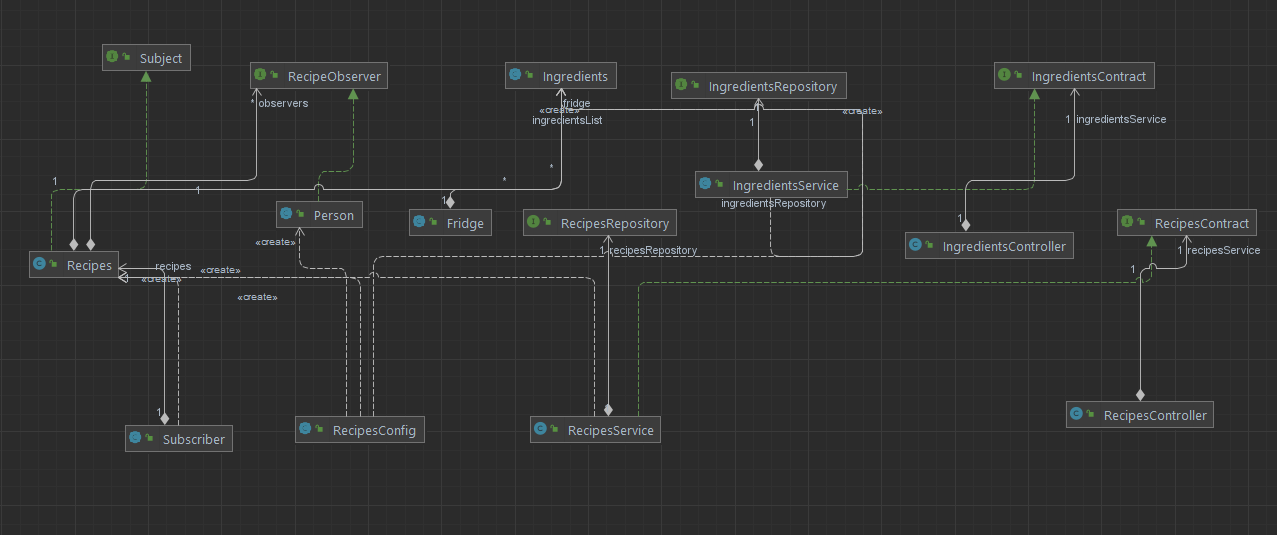 Subject
RecipeObserver
Ingredients
IngredientsRepository
IngredientsContract
* observers
fridge
«create»
«create»
ingredientsList
1
1 ingredientsService
1
1
*
*
IngredientsService
ingredientsRepository
1
Person
Fridge
RecipesRepository
1
IngredientsController
RecipesContract
«create»
1 recipesRepository
1 recipesService
Recipes
recipes
«create»
«create»
1
«create»
1
Subscriber
RecipesConfig
RecipesService
RecipesController